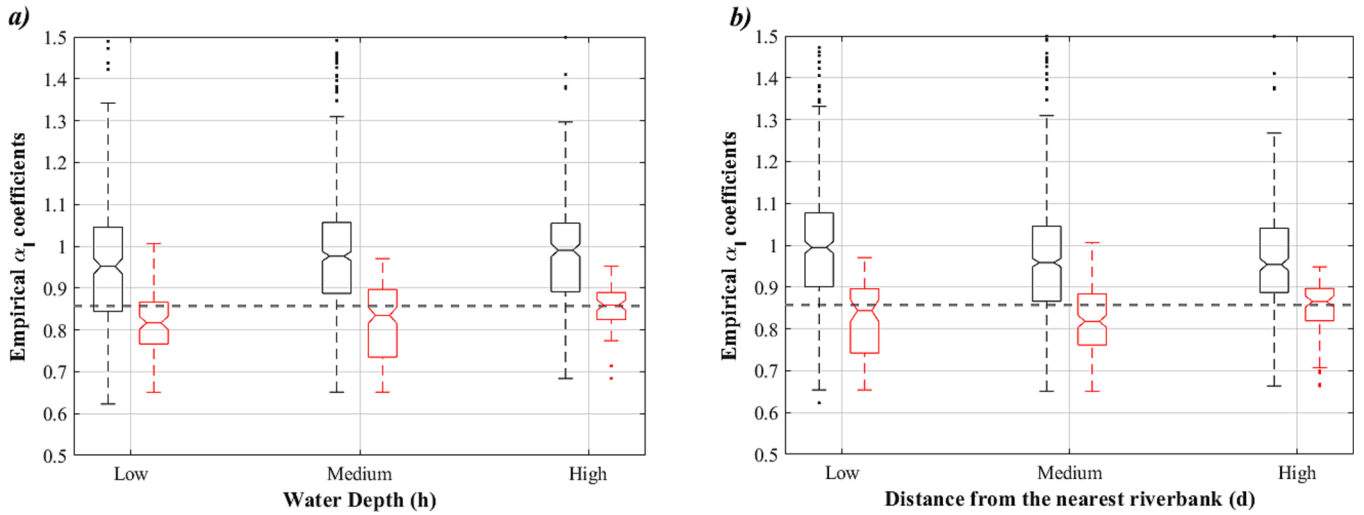 a)
1.5
1.4
1.3
1.2
1.1
1
0.9
0.8
0.7
0.6
0.5
Empirical α_I coefficients
Low Medium High
Water Depth (h)
b)
1.5
1.4
1.3
1.2
1.1
1
0.9
0.8
0.7
0.6
0.5
Empirical α_I coefficients
Low Medium High
Distance from the nearest riverbank (d)